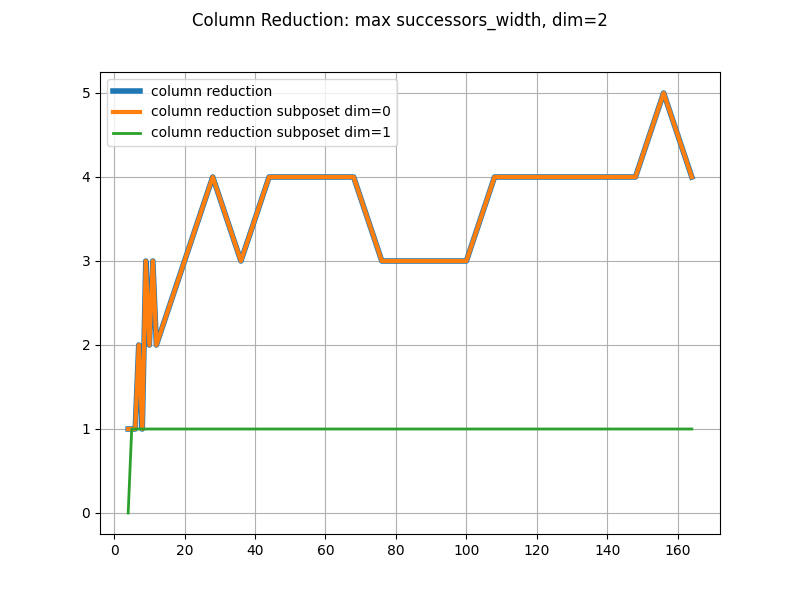 Column Reduction: max successors_width, dim=2
column reduction
column reduction subposet dim=0
column reduction subposet dim=1
5
4
3
2
1
0
0 20 40 60 80 100 120 140 160